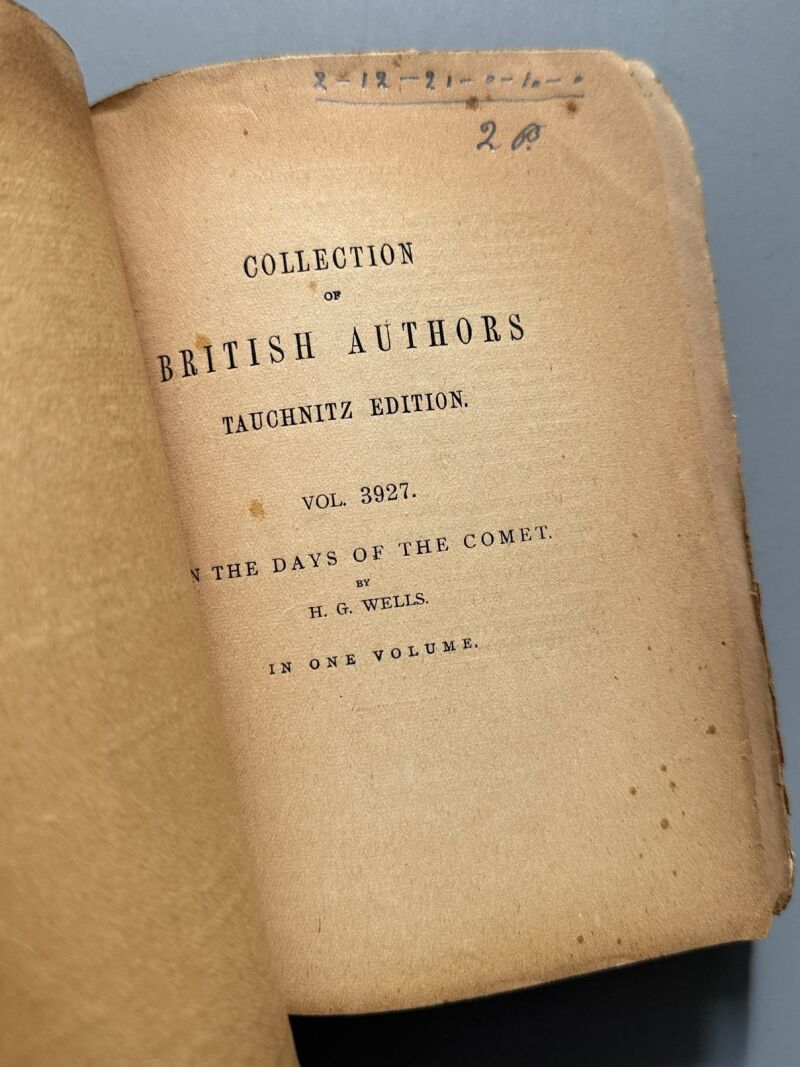 2-12-21-0-10-0
2
COLLECTION
OF
BRITISH AUTHORS
TAUCHNITZ EDITION.
VOL. 3927.
N THE DAYS OF THE COMET.
BY
H. G. WELLS.
IN ONE VOLUME.